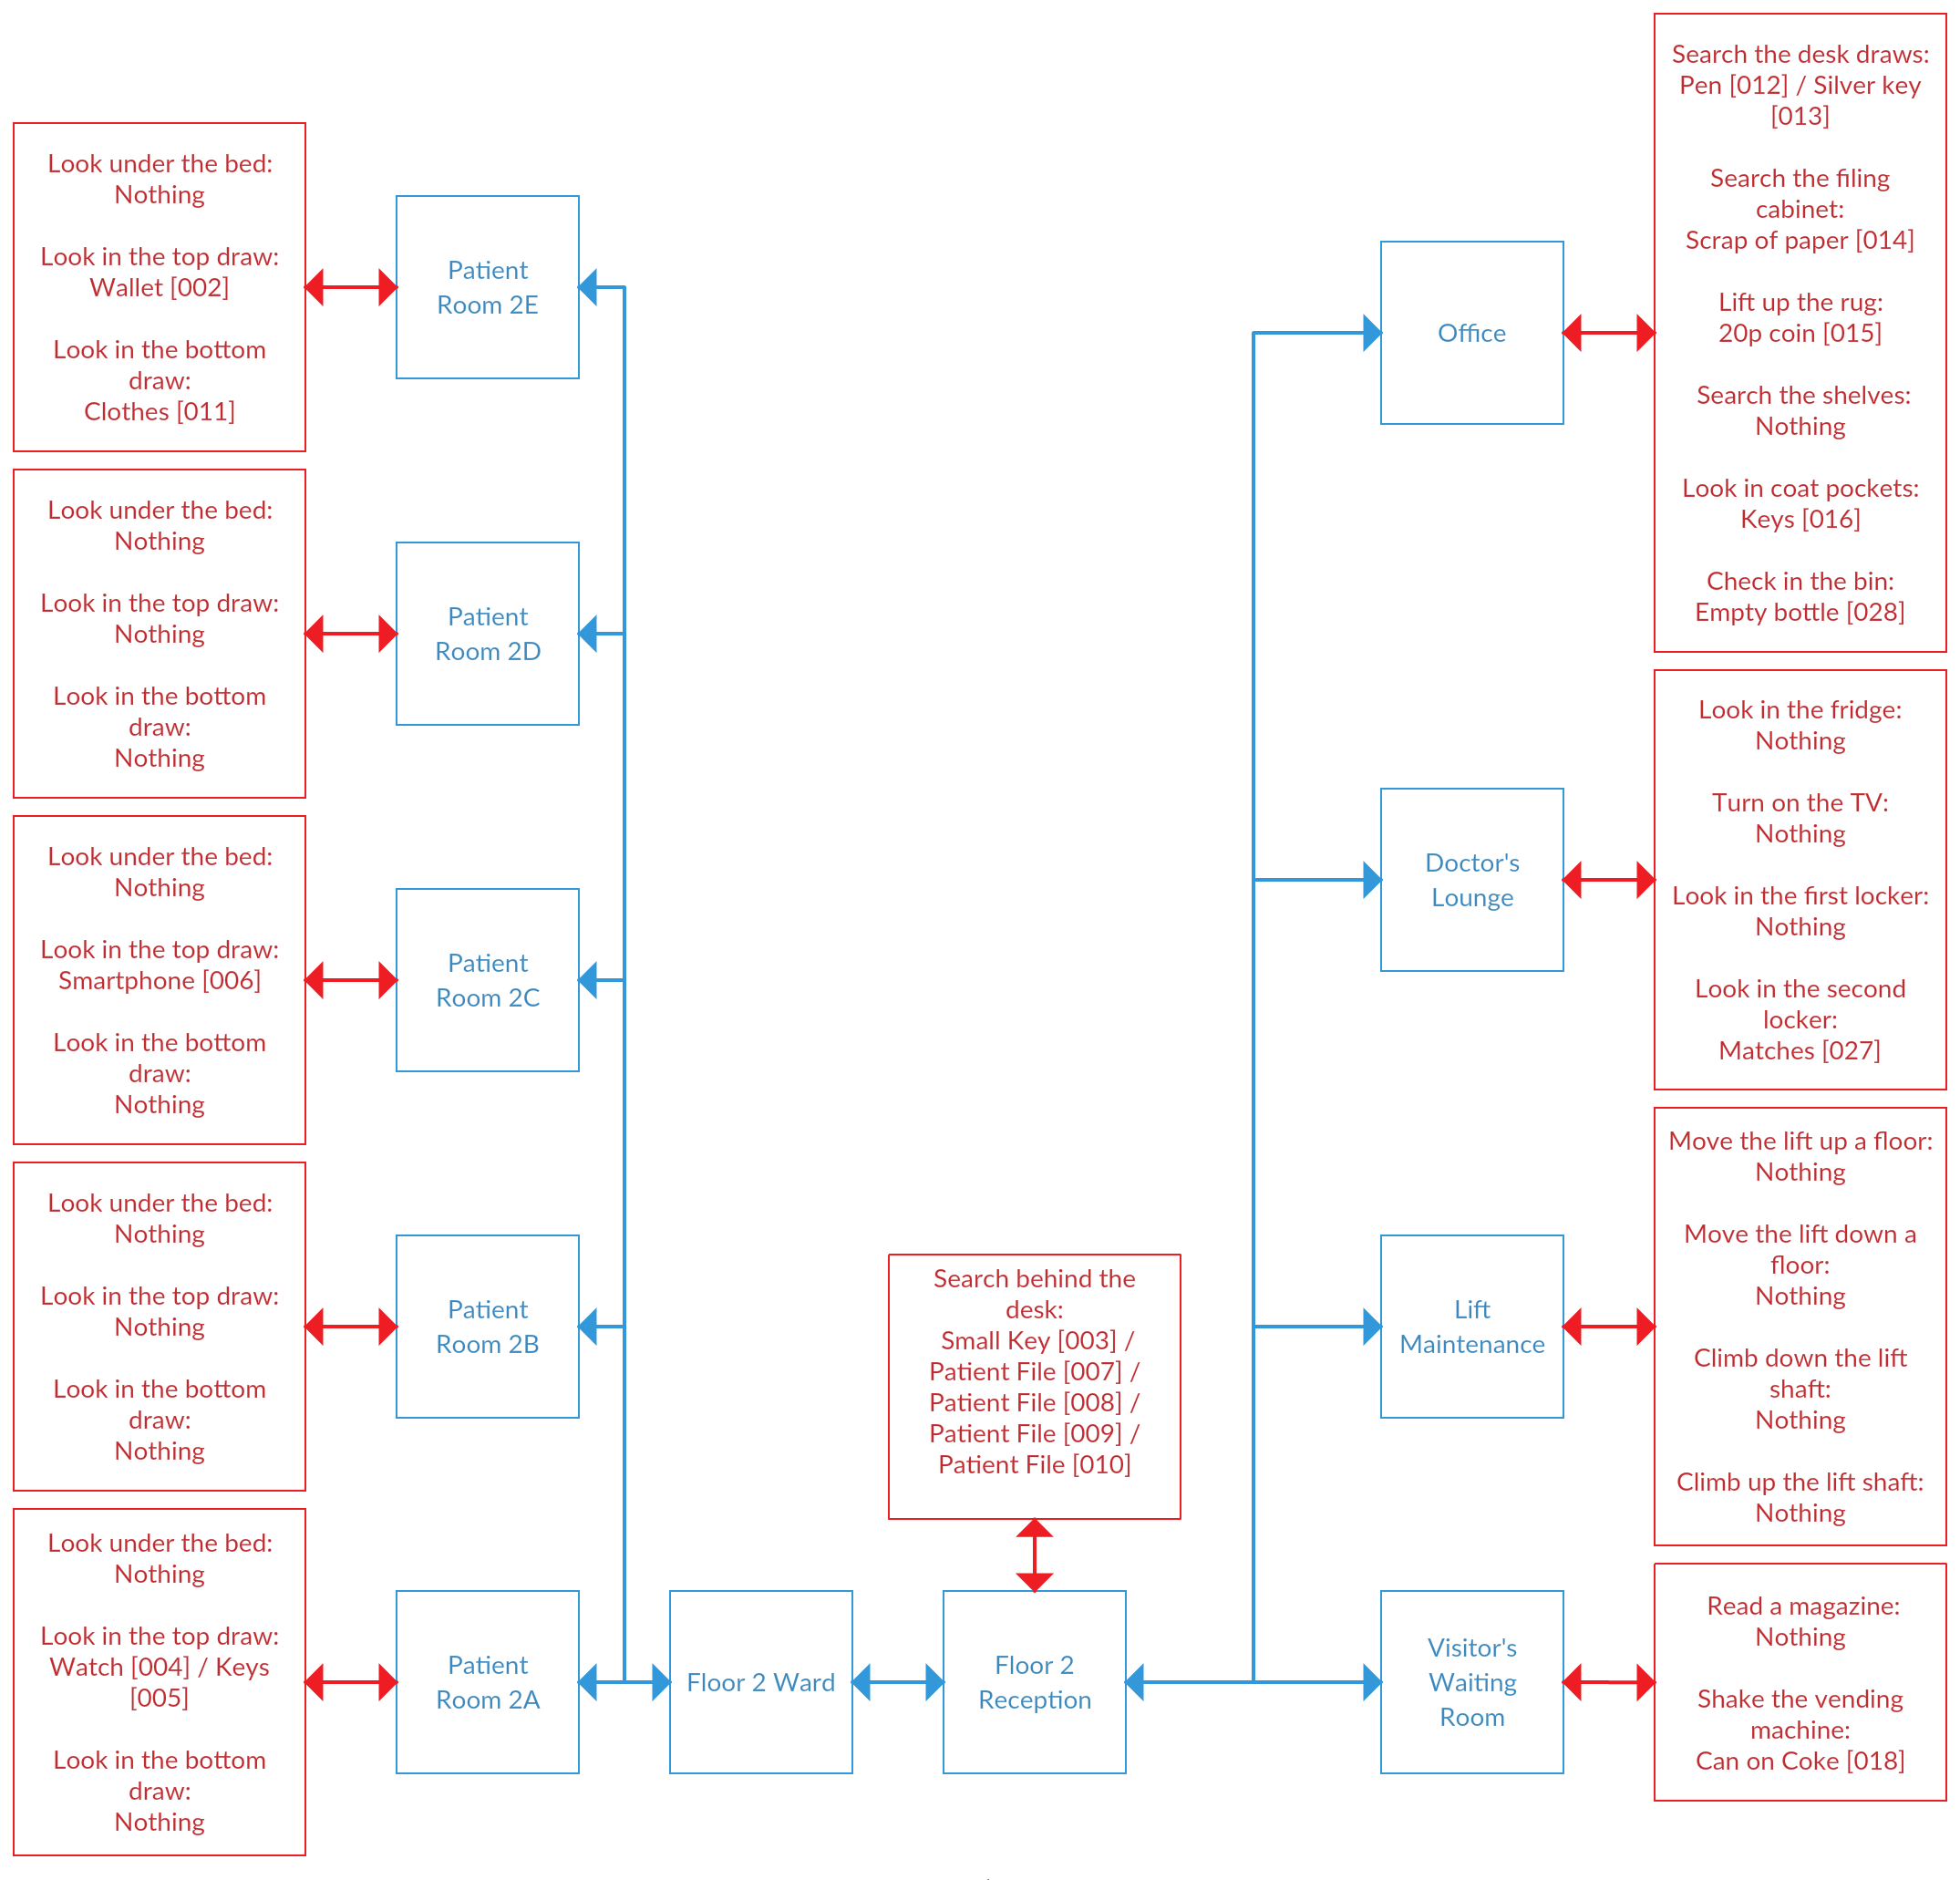 Look under the bed:
Nothing
Look in the top draw:
Wallet [002]
Look in the bottom
draw:
Clothes [011]
Patient
Room 2E
Look under the bed:
Nothing
Look in the top draw:
Nothing
Look in the bottom
draw:
Nothing
Patient
Room 2D
Look under the bed:
Nothing
Look in the top draw:
Smartphone [006]
Look in the bottom
draw:
Nothing
Patient
Room 2C
Look under the bed:
Nothing
Look in the top draw:
Nothing
Look in the bottom
draw:
Nothing
Patient
Room 2B
Look under the bed:
Nothing
Look in the top draw:
Watch [004] / Keys
[005]
Look in the bottom
draw:
Nothing
Patient
Room 2A
Floor 2 Ward
Search behind the
desk:
Small Key [003] /
Patient File [007] /
Patient File [008] /
Patient File [009] /
Patient File [010]
Floor 2
Reception
Office
Search the desk draws:
Pen [012] / Silver key
[013]
Search the filing
cabinet:
Scrap of paper [014]
Lift up the rug:
20p coin [015]
Search the shelves:
Nothing
Look in coat pockets:
Keys [016]
Check in the bin:
Empty bottle [028]
Doctor's
Lounge
Look in the fridge:
Nothing
Turn on the TV:
Nothing
Look in the first locker:
Nothing
Look in the second
locker:
Matches [027]
Lift
Maintenance
Move the lift up a floor:
Nothing
Move the lift down a
floor:
Nothing
Climb down the lift
shaft:
Nothing
Climb up the lift shaft:
Nothing
Visitor's
Waiting
Room
Read a magazine:
Nothing
Shake the vending
machine:
Can on Coke [018]